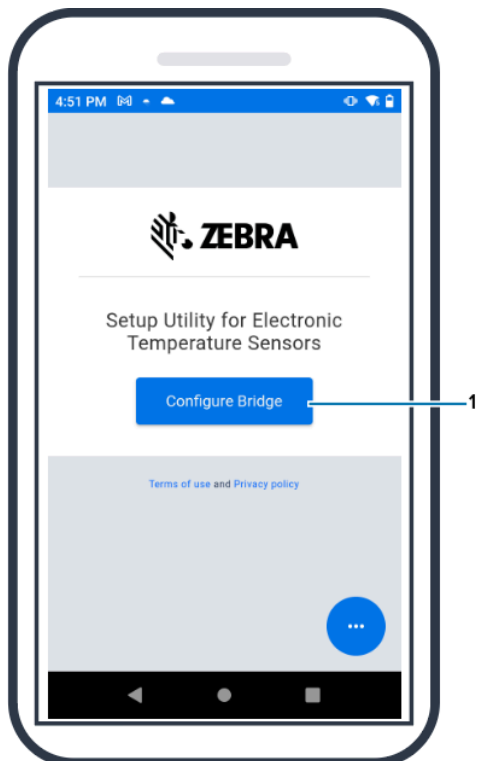 4:51 PM
ZEBRA
Setup Utility for Electronic
Temperature Sensors
Configure Bridge
1
Terms of use and Privacy policy